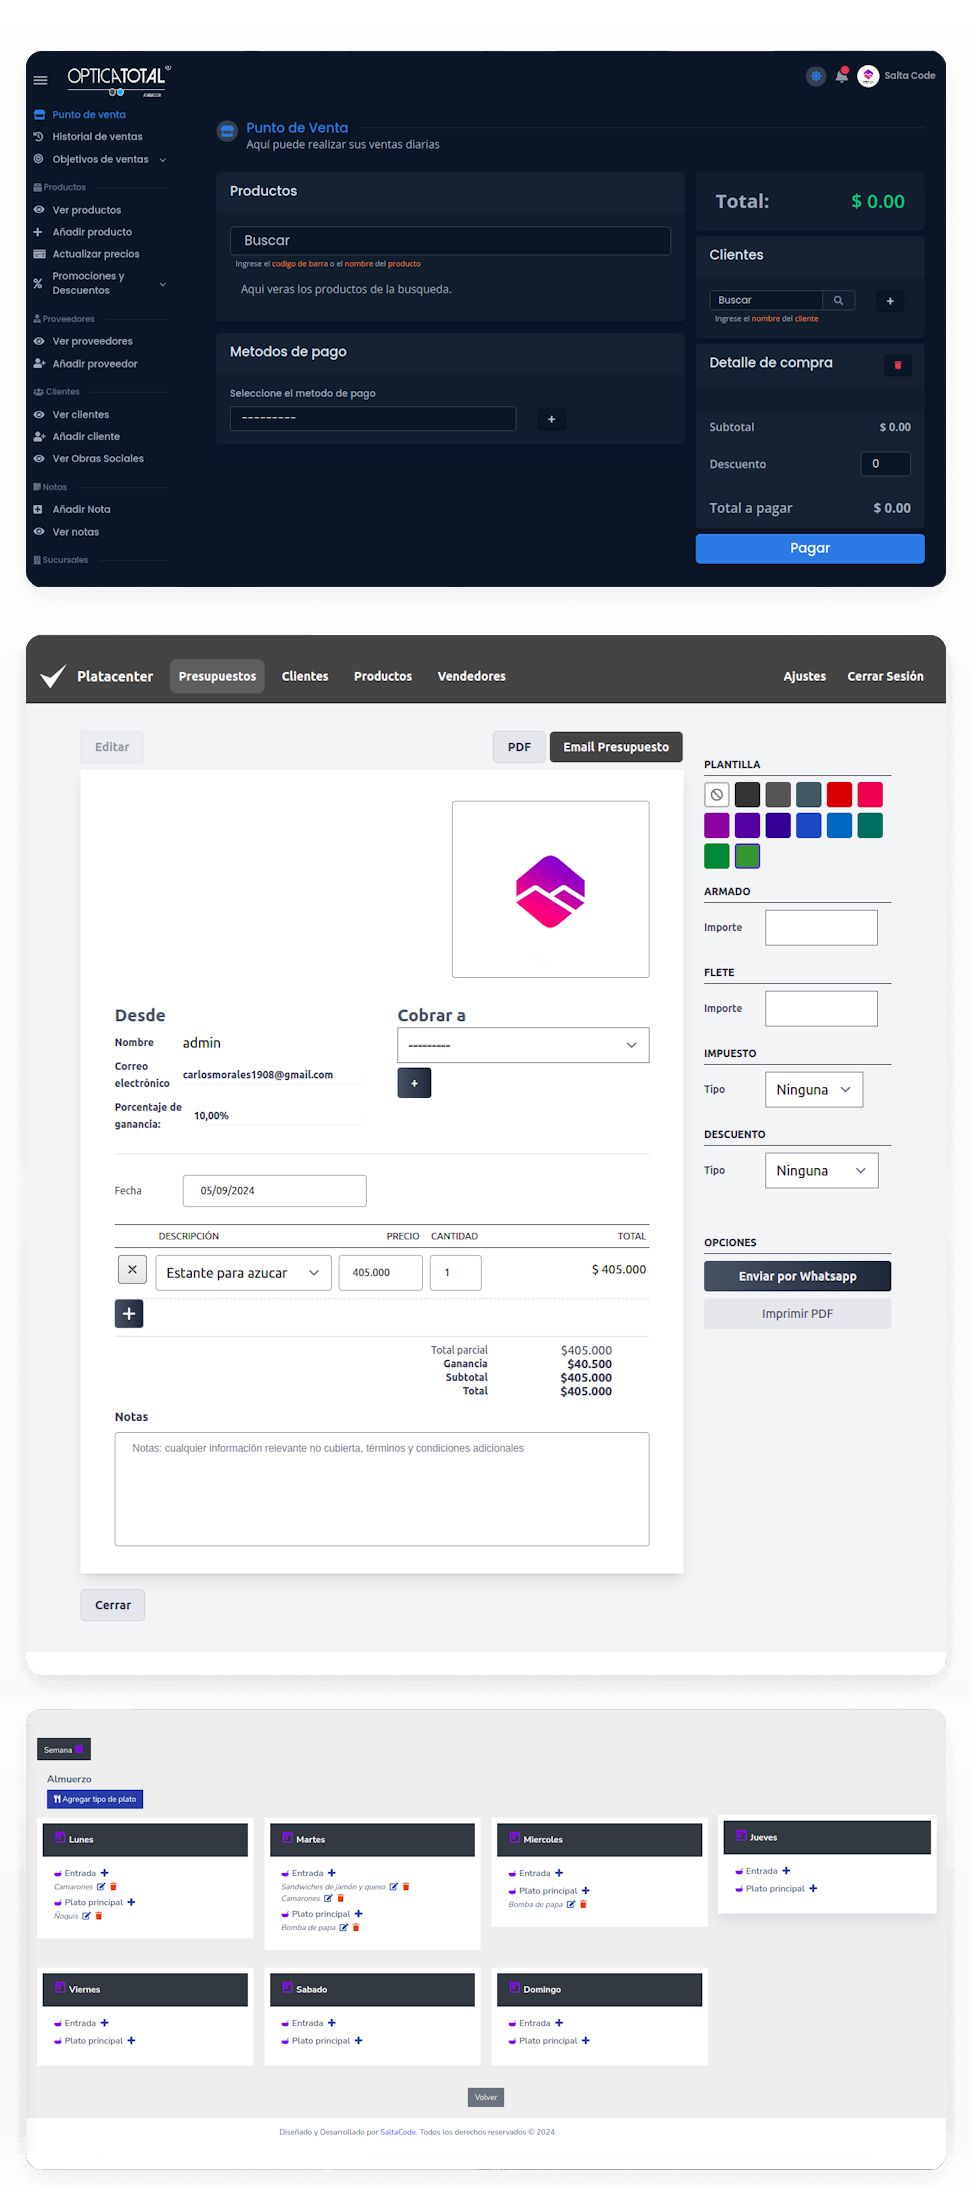 OPTICATOTAL
Salta Code
Punto de venta
Historial de ventas
Objetivos de ventas
Productos
Ver productos
Añadir producto
Actualizar precios
Promociones y
Descuentos
Proveedores
Ver proveedores
Añadir proveedor
Clientes
Ver clientes
Añadir cliente
Ver Obras Sociales
Notas
Añadir Nota
Ver notas
Sucursales
Punto de Venta
Aquí puede realizar sus ventas diarias
Productos
Buscar
Ingrese el codigo de barra o el nombre del producto
Aqui veras los productos de la busqueda.
Metodos de pago
Seleccione el metodo de pago
---------
+
Total: $ 0.00
Clientes
Buscar
+
Ingrese el nombre del cliente
Detalle de compra
Subtotal $ 0.00
Descuento 0
Total a pagar $ 0.00
Pagar
Platacenter Presupuestos Clientes Productos Vendedores Ajustes Cerrar Sesión
Editar PDF Email Presupuesto
Desde
Nombre admin
Correo
electrónico carlosmorales1908@gmail.com
Porcentaje de
ganancia: 10,00%
Cobrar a
---------
+
Fecha 05/09/2024
DESCRIPCIÓN PRECIO CANTIDAD TOTAL
Estante para azucar 405.000 1 $ 405.000
+
Total parcial $405.000
Ganancia $40.500
Subtotal $405.000
Total $405.000
Notas
Notas: cualquier información relevante no cubierta, términos y condiciones adicionales
Cerrar
PLANTILLA
ARMADO
Importe
FLETE
Importe
IMPUESTO
Tipo Ninguna
DESCUENTO
Tipo Ninguna
OPCIONES
Enviar por Whatsapp
Imprimir PDF
Semana
Almuerzo
Agregar tipo de plato
Lunes
Entrada +
Camarones
Plato principal +
Ñoquis
Martes
Entrada +
Sandwiches de jamón y queso
Camarones
Plato principal +
Bomba de papa
Miercoles
Entrada +
Plato principal +
Bomba de papa
Jueves
Entrada +
Plato principal +
Viernes
Entrada +
Plato principal +
Sabado
Entrada +
Plato principal +
Domingo
Entrada +
Plato principal +
Volver
Diseñado y Desarrollado por SaltaCode. Todos los derechos reservados © 2024